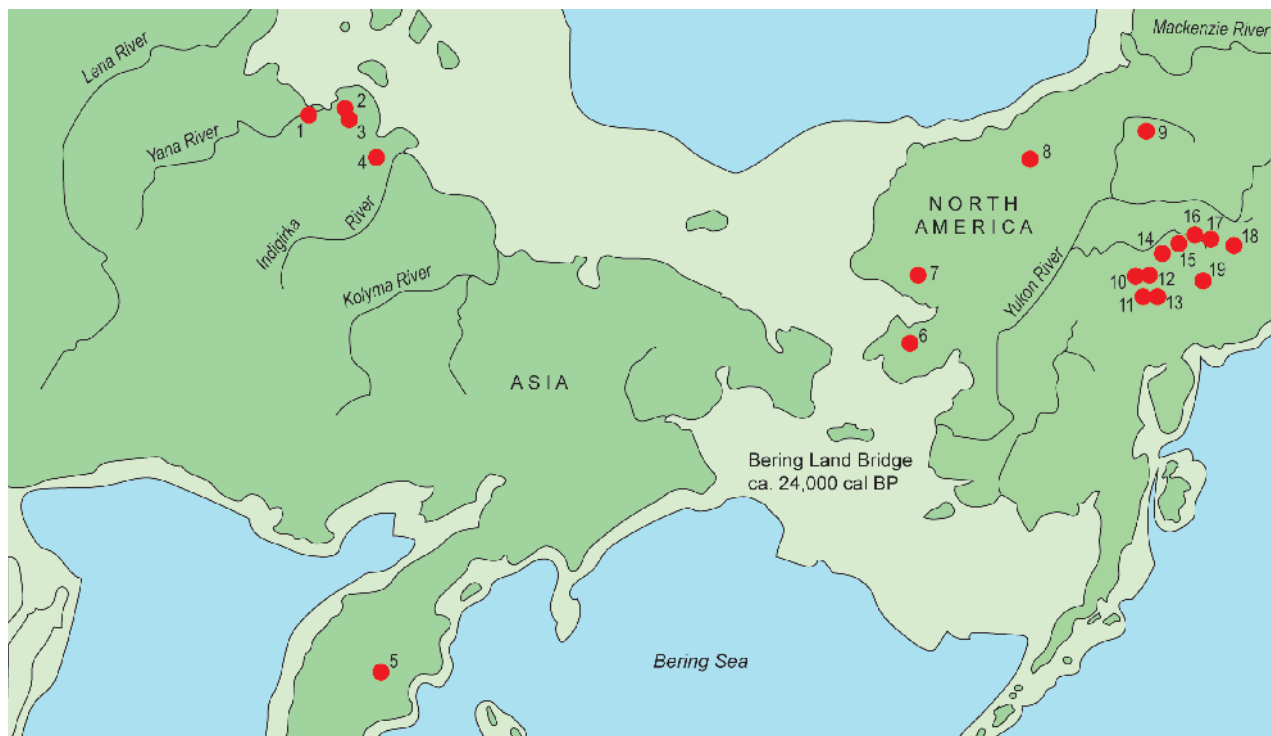 Mackenzie River
Lena River
2
1
3
9
Yana River
4
8
Indigirka
River
NORTH
AMERICA
16
17
14
18
15
Kolyma River
7
10
12
19
Yukon River
11
13
6
ASIA
Bering Land Bridge
ca. 24,000 cal BP
5
Bering Sea